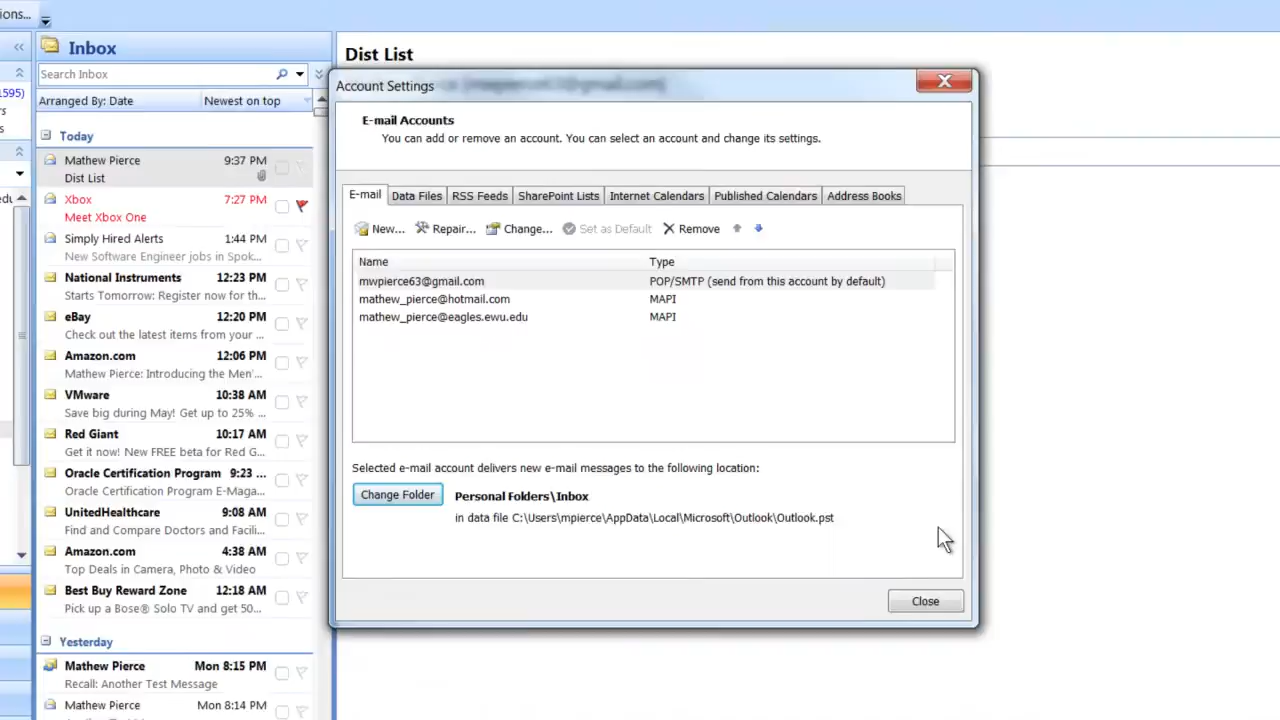 ions...
Inbox
Search Inbox
Arranged By: Date Newest on top
Today
Mathew Pierce 9:37 PM
Dist List
Xbox 7:27 PM
Meet Xbox One
Simply Hired Alerts 1:44 PM
New Software Engineer jobs in Spok...
National Instruments 12:23 PM
Starts Tomorrow: Register now for th...
eBay 12:20 PM
Check out the latest items from your ...
Amazon.com 12:06 PM
Mathew Pierce: Introducing the Men'...
VMware 10:38 AM
Save big during May! Get up to 25% ...
Red Giant 10:17 AM
Get it now! New FREE beta for Red G...
Oracle Certification Program 9:23 ...
Oracle Certification Program E-Maga...
UnitedHealthcare 9:08 AM
Find and Compare Doctors and Facili...
Amazon.com 4:38 AM
Top Deals in Camera, Photo & Video
Best Buy Reward Zone 12:18 AM
Pick up a Bose® Solo TV and get 50...
Yesterday
Mathew Pierce Mon 8:15 PM
Recall: Another Test Message
Mathew Pierce Mon 8:14 PM
1595)
Dist List
Account Settings
E-mail Accounts
You can add or remove an account. You can select an account and change its settings.
E-mail Data Files RSS Feeds SharePoint Lists Internet Calendars Published Calendars Address Books
New... Repair... Change... Set as Default Remove
Name Type
mwpierce63@gmail.com POP/SMTP (send from this account by default)
mathew_pierce@hotmail.com MAPI
mathew_pierce@eagles.ewu.edu MAPI
Selected e-mail account delivers new e-mail messages to the following location:
Change Folder Personal Folders\Inbox
in data file C:\Users\mpierce\AppData\Local\Microsoft\Outlook\Outlook.pst
Close